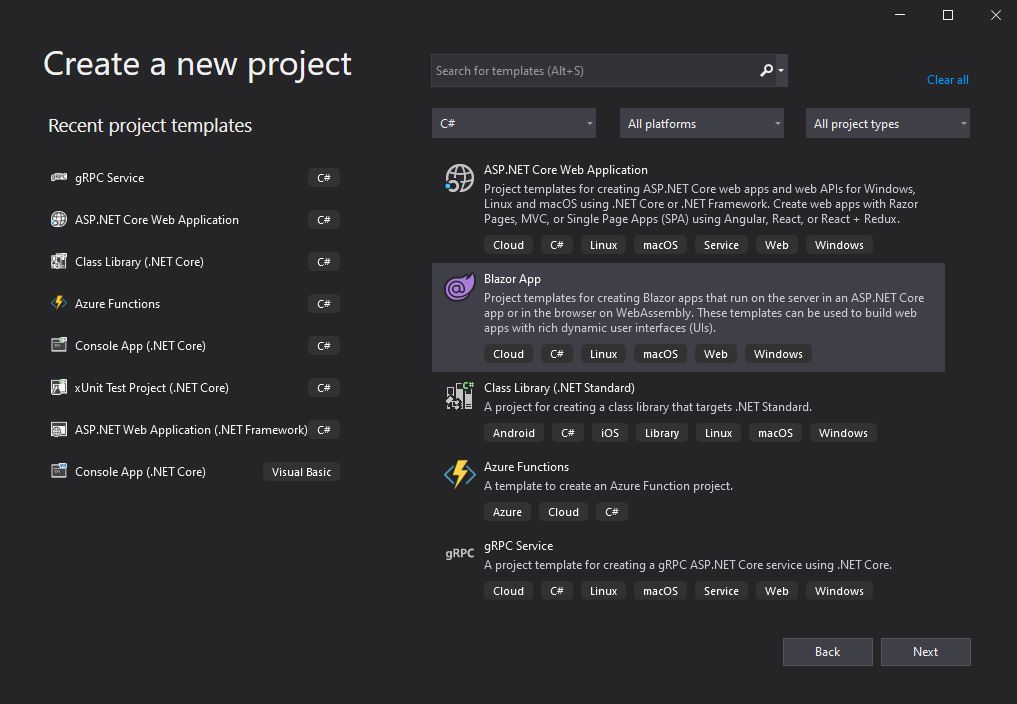 Create a new project
Search for templates (Alt+S)
Clear all
Recent project templates
C#
All platforms
All project types
gRPC Service C#
ASP.NET Core Web Application C#
Class Library (.NET Core) C#
Azure Functions C#
Console App (.NET Core) C#
xUnit Test Project (.NET Core) C#
ASP.NET Web Application (.NET Framework) C#
Console App (.NET Core) Visual Basic
ASP.NET Core Web Application
Project templates for creating ASP.NET Core web apps and web APIs for Windows,
Linux and macOS using .NET Core or .NET Framework. Create web apps with Razor
Pages, MVC, or Single Page Apps (SPA) using Angular, React, or React + Redux.
Cloud C# Linux macOS Service Web Windows
Blazor App
Project templates for creating Blazor apps that run on the server in an ASP.NET Core
app or in the browser on WebAssembly. These templates can be used to build web
apps with rich dynamic user interfaces (UIs).
Cloud C# Linux macOS Web Windows
Class Library (.NET Standard)
A project for creating a class library that targets .NET Standard.
Android C# iOS Library Linux macOS Windows
Azure Functions
A template to create an Azure Function project.
Azure Cloud C#
gRPC gRPC Service
A project template for creating a gRPC ASP.NET Core service using .NET Core.
Cloud C# Linux macOS Service Web Windows
Back Next